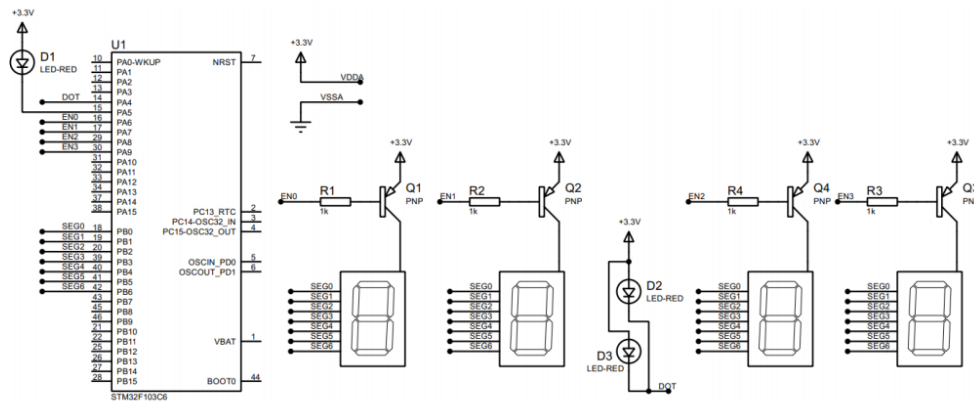 +3.3V
D1
LED-RED
U1
10 PA0-WKUP
11 PA1
12 PA2
13 PA3
DOT 14 PA4
15 PA5
EN0 16 PA6
EN1 17 PA7
EN2 29 PA8
EN3 30 PA9
31 PA10
32 PA11
33 PA12
34 PA13
37 PA14
38 PA15
SEG0 18 PB0
SEG1 19 PB1
SEG2 20 PB2
SEG3 39 PB3
SEG4 40 PB4
SEG5 41 PB5
SEG6 42 PB6
43 PB7
45 PB8
46 PB9
21 PB10
22 PB11
25 PB12
26 PB13
27 PB14
28 PB15
NRST 7
PC13_RTC 2
PC14-OSC32_IN 3
PC15-OSC32_OUT 4
OSCIN_PD0 5
OSCOUT_PD1 6
VBAT 1
BOOT0 44
STM32F103C6
+3.3V
VDDA
VSSA
+3.3V
EN0
R1
1k
Q1
PNP
SEG0
SEG1
SEG2
SEG3
SEG4
SEG5
SEG6
+3.3V
EN1
R2
1k
Q2
PNP
SEG0
SEG1
SEG2
SEG3
SEG4
SEG5
SEG6
+3.3V
D2
LED-RED
D3
LED-RED
DOT
+3.3V
EN2
R4
1k
Q4
PNP
SEG0
SEG1
SEG2
SEG3
SEG4
SEG5
SEG6
+3.3V
EN3
R3
1k
Q3
PNP
SEG0
SEG1
SEG2
SEG3
SEG4
SEG5
SEG6